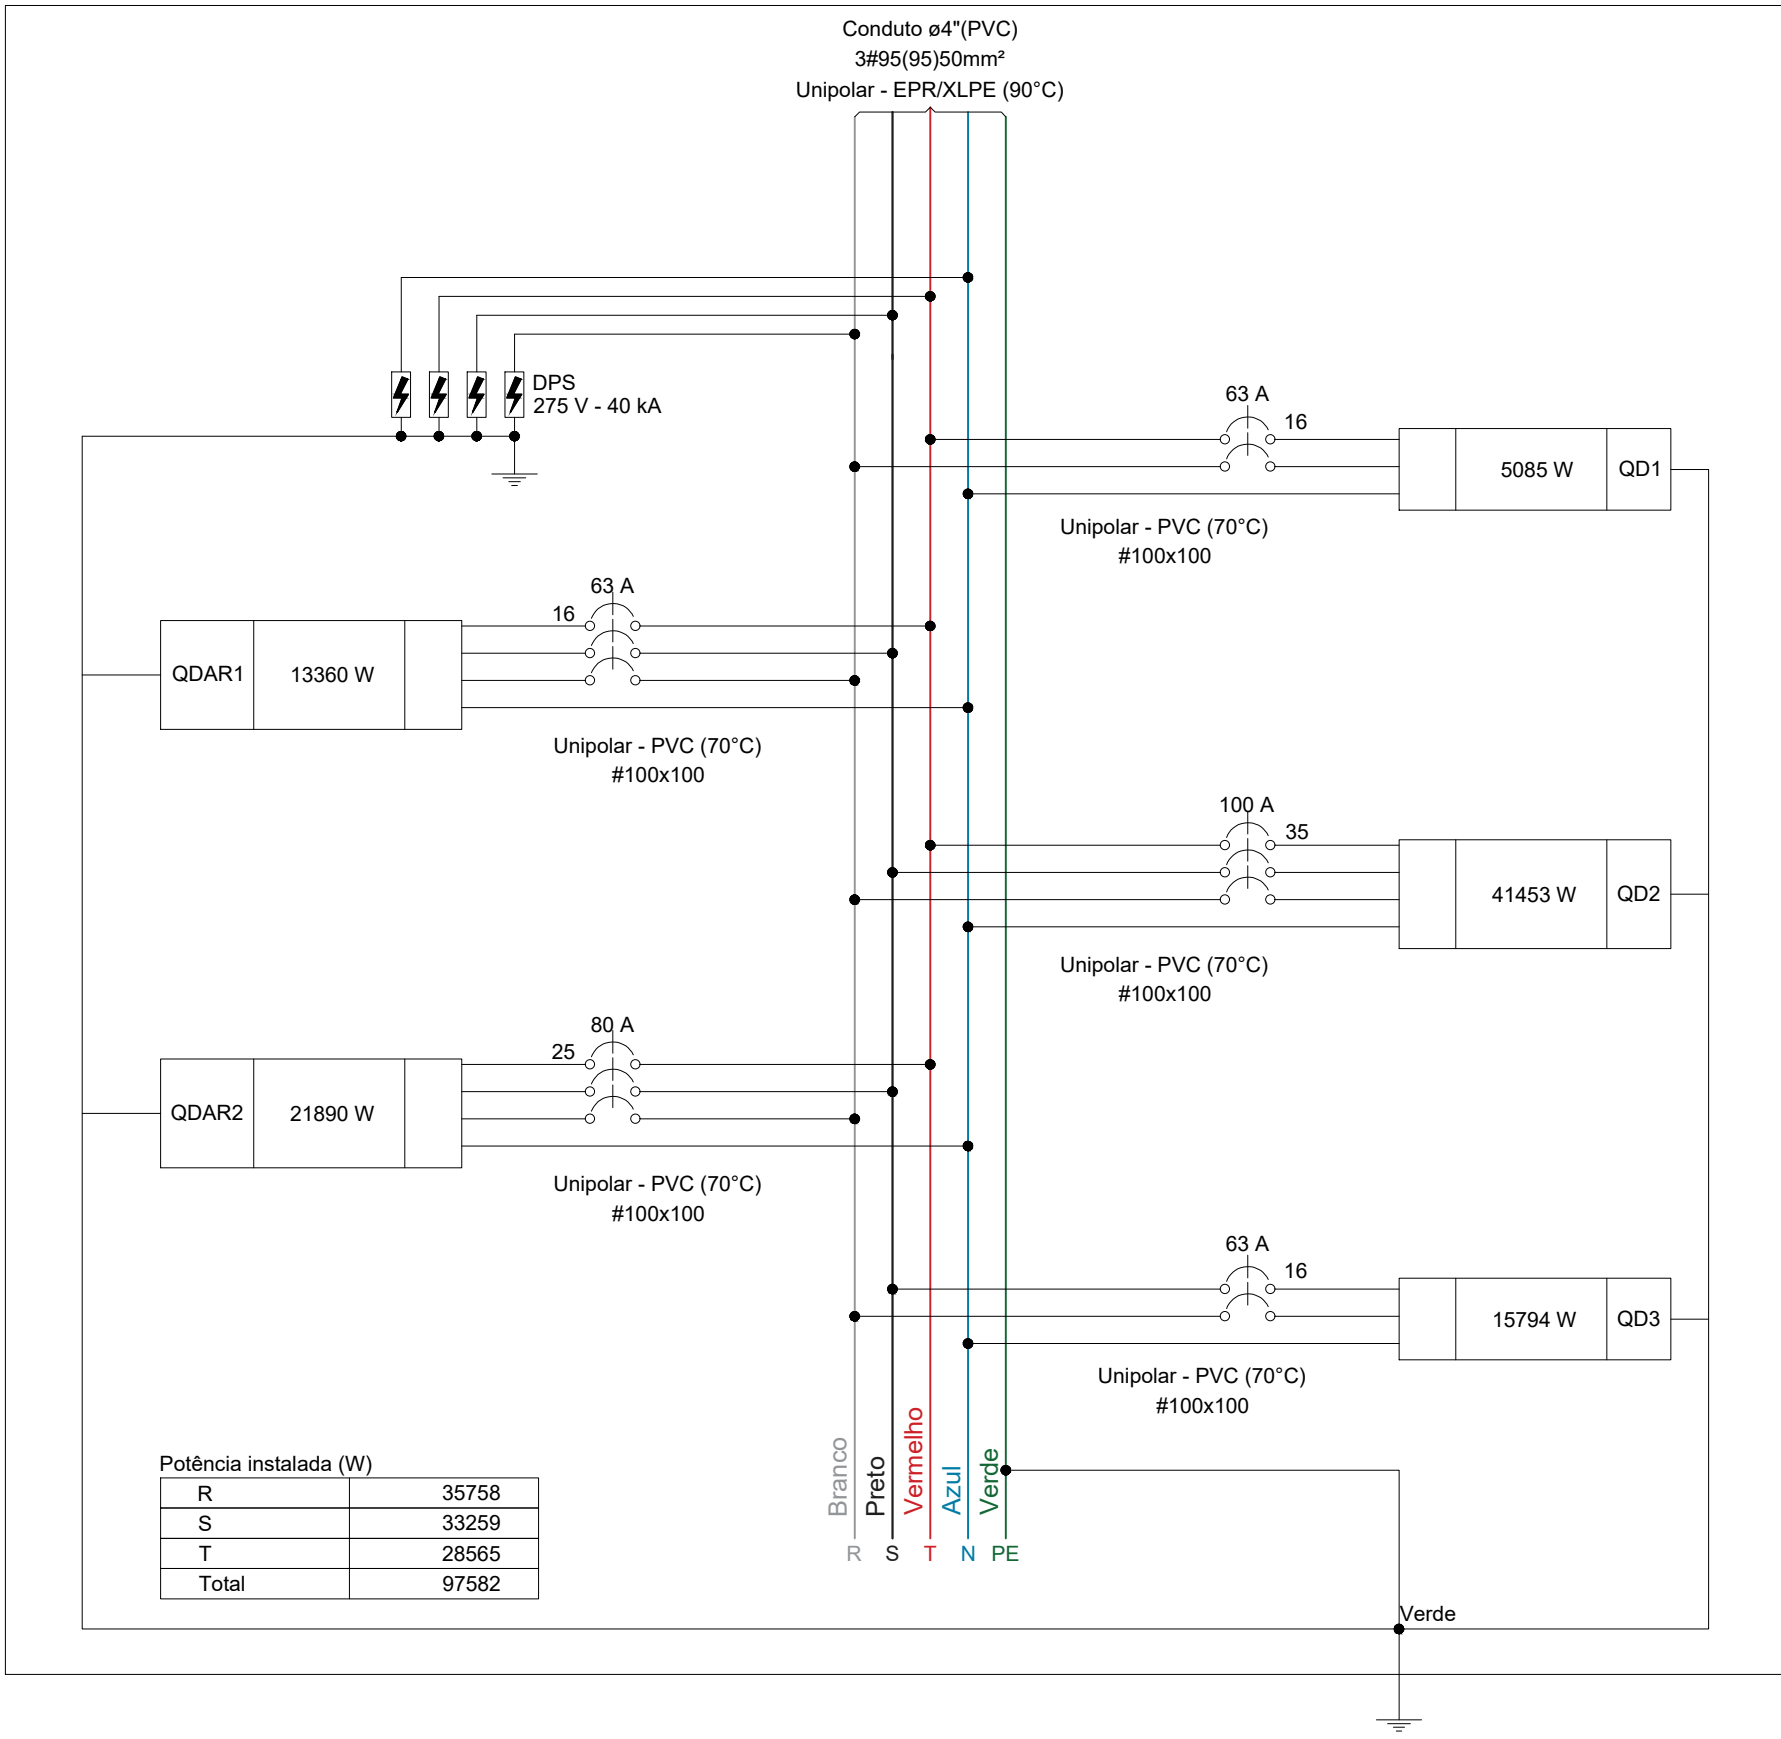 Conduto ø4"(PVC)
3#95(95)50mm²
Unipolar - EPR/XLPE (90°C)
DPS
275 V - 40 kA
63 A
16
5085 W
QD1
Unipolar - PVC (70°C)
#100x100
63 A
16
QDAR1
13360 W
Unipolar - PVC (70°C)
#100x100
100 A
35
41453 W
QD2
Unipolar - PVC (70°C)
#100x100
80 A
25
QDAR2
21890 W
Unipolar - PVC (70°C)
#100x100
63 A
16
15794 W
QD3
Unipolar - PVC (70°C)
#100x100
Branco
Preto
Vermelho
Azul
Verde
R S T N PE
Potência instalada (W)
R 35758
S 33259
T 28565
Total 97582
Verde